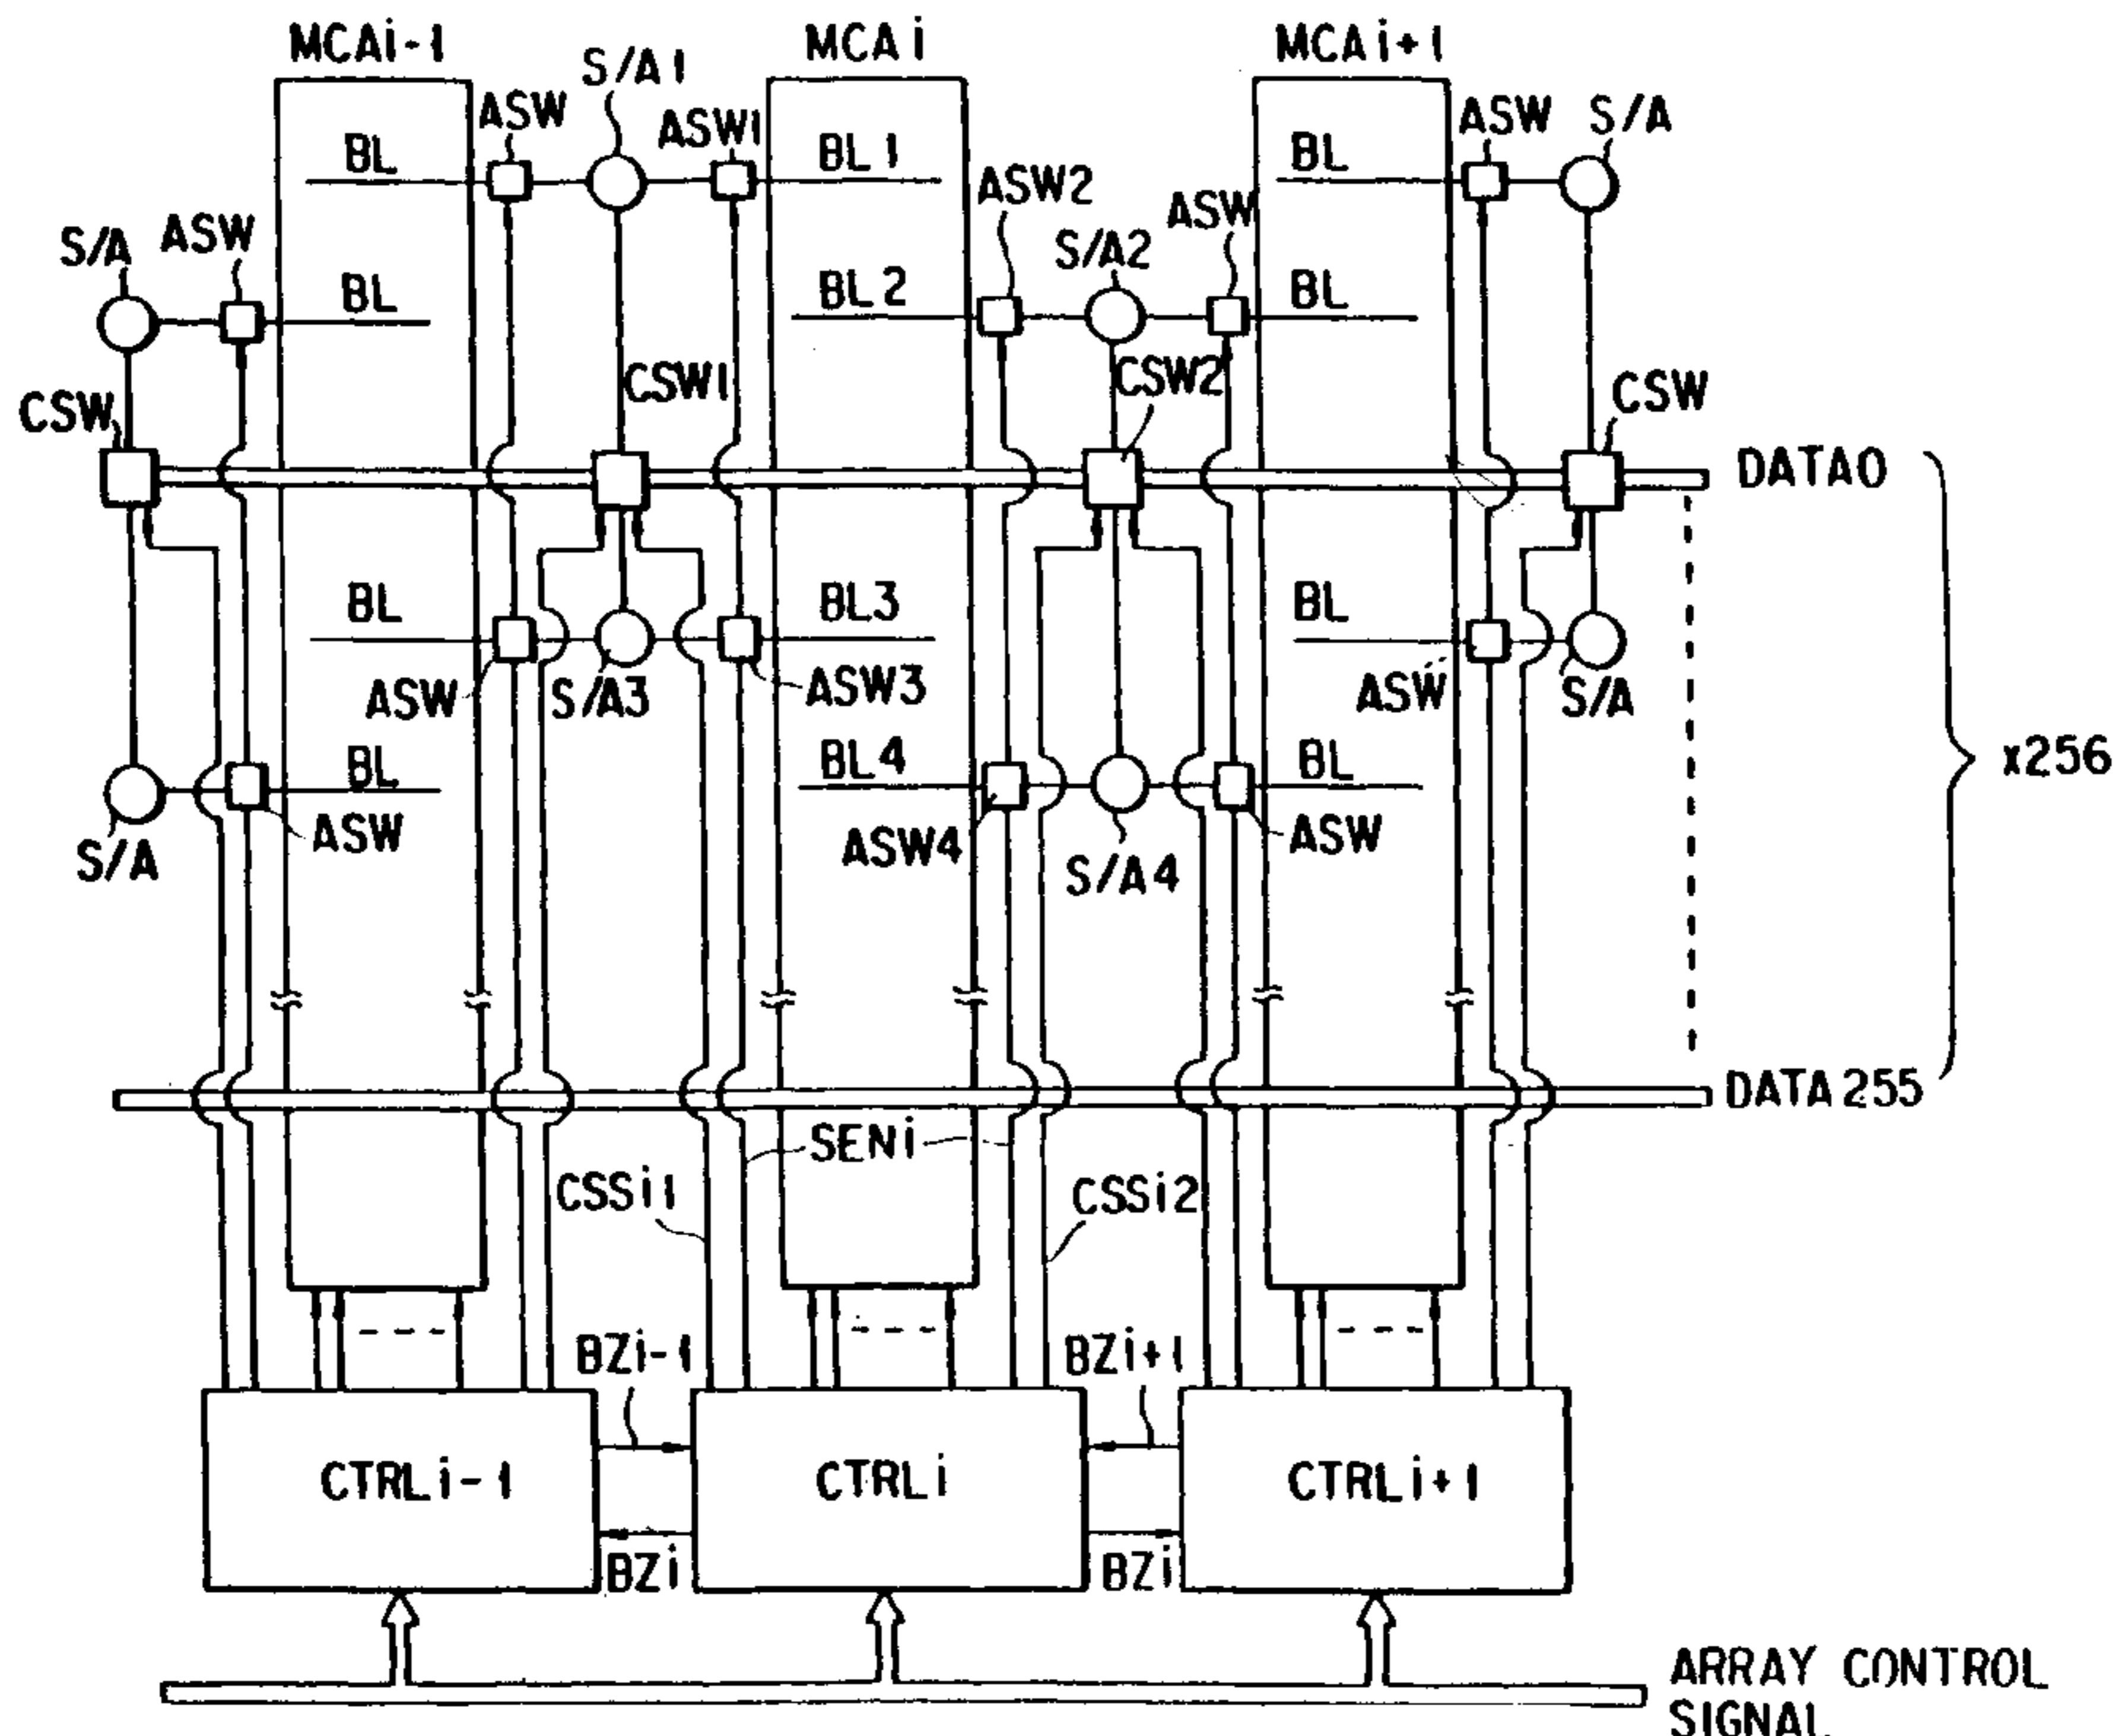 MCAi-1
S/A1
MCAi
MCAi+1
ASW
ASW1
ASW
S/A
BL
BL1
BL
ASW2
ASW
S/A
ASW
BL
BL2
S/A2
BL
CSW
CSW1
CSW2
CSW
DATA0
BL
BL3
BL
ASW
S/A3
ASW3
ASW
S/A
x256
BL
BL4
BL
S/A
ASW
ASW4
S/A4
ASW
DATA255
SENi
CSSi1
CSSi2
BZi-1
BZi+1
CTRLi-1
CTRLi
CTRLi+1
BZi
BZi
ARRAY CONTROL
SIGNAL